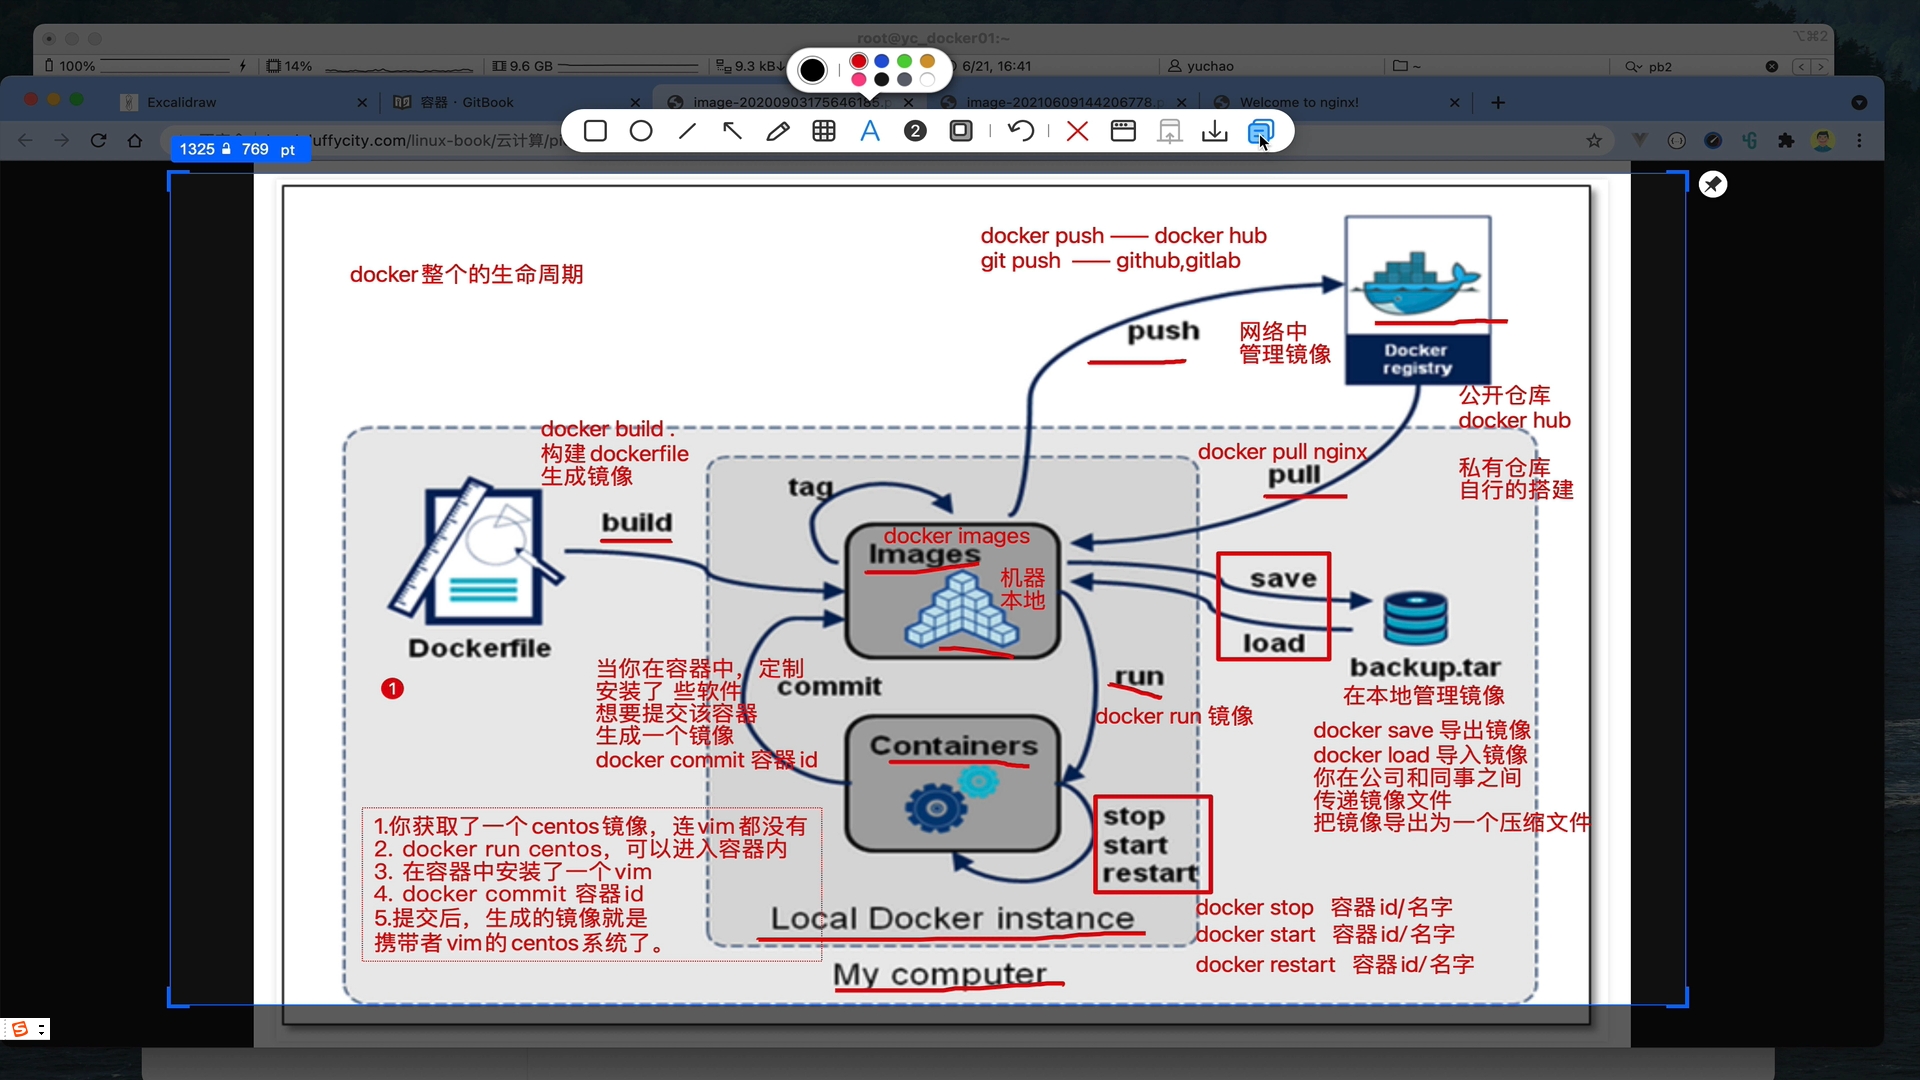 root@yc_docker01:~
⌥⌘2
100%
14%
9.6 GB
9.3 kB↓
6/21, 16:41
yuchao
~
pb2
Excalidraw
容器 · GitBook
image-20200903175646185.p
image-20210609144206778.p
Welcome to nginx!
1325 769 pt
uffycity.com/linux-book/云计算/pl
2
docker push —— docker hub
git push —— github,gitlab
docker整个的生命周期
push
网络中
管理镜像
Docker
registry
公开仓库
docker hub
docker build .
构建 dockerfile
生成镜像
docker pull nginx
pull
私有仓库
自行的搭建
tag
build
docker images
Images
机器
本地
save
load
Dockerfile
backup.tar
在本地管理镜像
1
当你在容器中，定制
安装了 些软件
想要提交该容器
生成一个镜像
docker commit 容器id
commit
run
docker run 镜像
docker save 导出镜像
docker load 导入镜像
你在公司和同事之间
传递镜像文件
把镜像导出为一个压缩文件
Containers
stop
start
restart
1.你获取了一个centos镜像，连vim都没有
2. docker run centos，可以进入容器内
3. 在容器中安装了一个vim
4. docker commit 容器id
5.提交后，生成的镜像就是
携带者vim的centos系统了。
Local Docker instance
My computer
docker stop 容器id/名字
docker start 容器id/名字
docker restart 容器id/名字